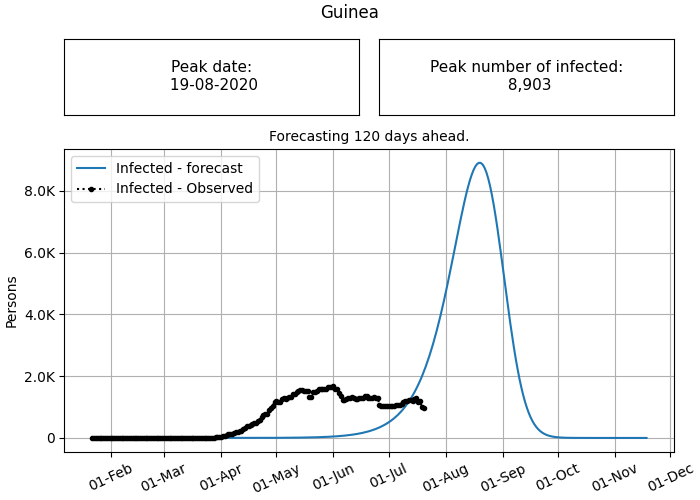 Guinea
Peak date:
19-08-2020
Peak number of infected:
8,903
Forecasting 120 days ahead.
Infected - forecast
Infected - Observed
8.0K
6.0K
4.0K
2.0K
0
Persons
01-Feb
01-Mar
01-Apr
01-May
01-Jun
01-Jul
01-Aug
01-Sep
01-Oct
01-Nov
01-Dec